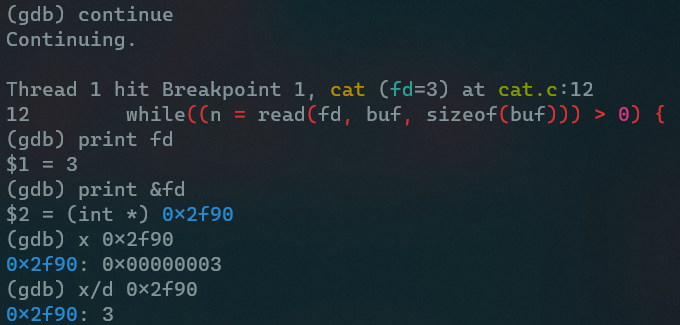 (gdb) continue
Continuing.
Thread 1 hit Breakpoint 1, cat (fd=3) at cat.c:12
12        while((n = read(fd, buf, sizeof(buf))) > 0) {
(gdb) print fd
$1 = 3
(gdb) print &fd
$2 = (int *) 0x2f90
(gdb) x 0x2f90
0x2f90: 0x00000003
(gdb) x/d 0x2f90
0x2f90: 3